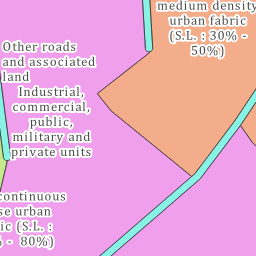 medium density
urban fabric
(S.L. : 30% -
50%)
Other roads
and associated
land
Industrial,
commercial,
public,
military and
private units
continuous
se urban
ic (S.L. :
% - 80%)